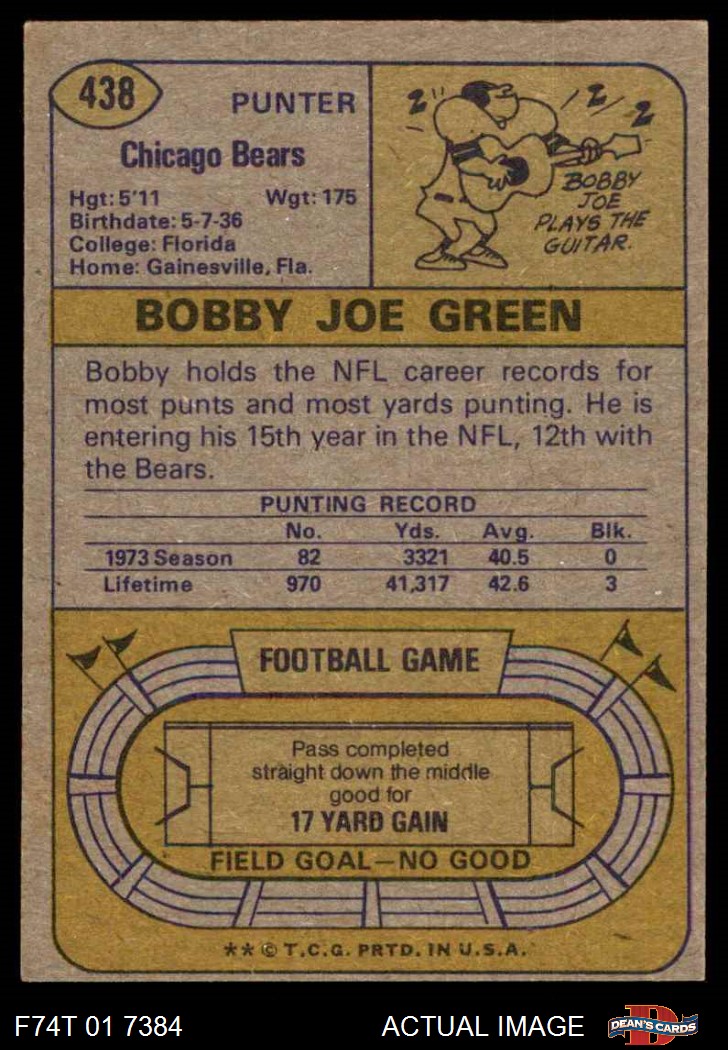 438
PUNTER
Chicago Bears
Hgt: 5'11 Wgt: 175
Birthdate: 5-7-36
College: Florida
Home: Gainesville, Fla.
Z Z Z
BOBBY
JOE
PLAYS THE
GUITAR.
BOBBY JOE GREEN
Bobby holds the NFL career records for
most punts and most yards punting. He is
entering his 15th year in the NFL, 12th with
the Bears.
PUNTING RECORD
No. Yds. Avg. Blk.
1973 Season 82 3321 40.5 0
Lifetime 970 41,317 42.6 3
FOOTBALL GAME
Pass completed
straight down the middle
good for
17 YARD GAIN
FIELD GOAL—NO GOOD
** © T.C.G. PRTD. IN U.S.A.
F74T 01 7384 ACTUAL IMAGE D DEAN'S CARDS